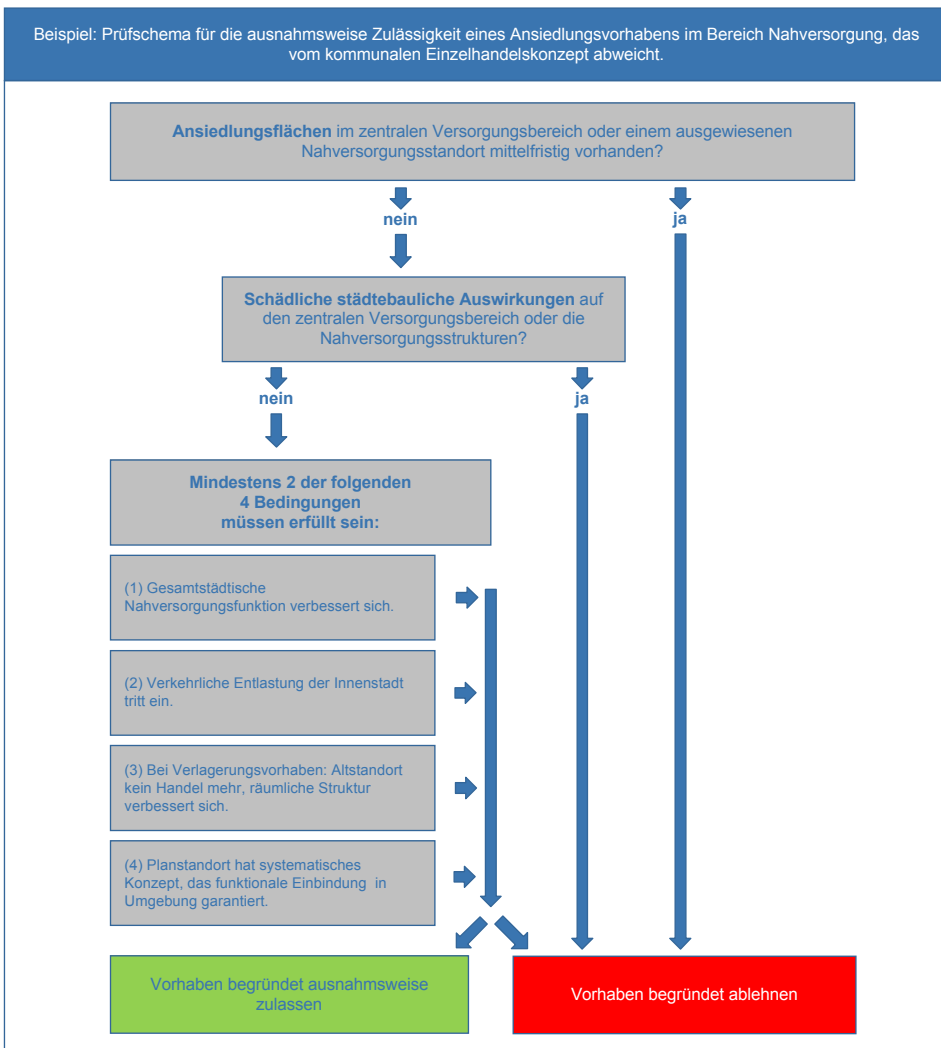 Beispiel: Prüfschema für die ausnahmsweise Zulässigkeit eines Ansiedlungsvorhabens im Bereich Nahversorgung, das
vom kommunalen Einzelhandelskonzept abweicht.
Ansiedlungsflächen im zentralen Versorgungsbereich oder einem ausgewiesenen
Nahversorgungsstandort mittelfristig vorhanden?
nein
ja
Schädliche städtebauliche Auswirkungen auf
den zentralen Versorgungsbereich oder die
Nahversorgungsstrukturen?
nein
ja
Mindestens 2 der folgenden
4 Bedingungen
müssen erfüllt sein:
(1) Gesamtstädtische
Nahversorgungsfunktion verbessert sich.
(2) Verkehrliche Entlastung der Innenstadt
tritt ein.
(3) Bei Verlagerungsvorhaben: Altstandort
kein Handel mehr, räumliche Struktur
verbessert sich.
(4) Planstandort hat systematisches
Konzept, das funktionale Einbindung in
Umgebung garantiert.
Vorhaben begründet ausnahmsweise
zulassen
Vorhaben begründet ablehnen